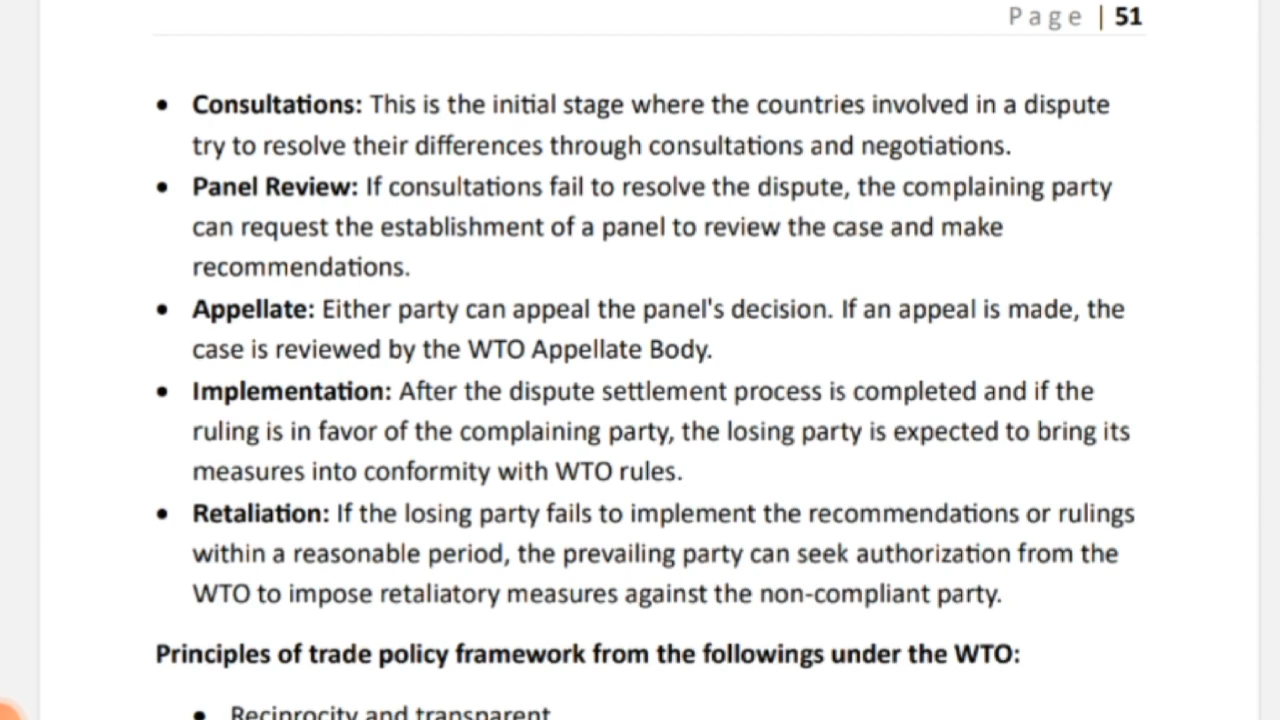 Page | 51
• Consultations: This is the initial stage where the countries involved in a dispute
try to resolve their differences through consultations and negotiations.
• Panel Review: If consultations fail to resolve the dispute, the complaining party
can request the establishment of a panel to review the case and make
recommendations.
• Appellate: Either party can appeal the panel's decision. If an appeal is made, the
case is reviewed by the WTO Appellate Body.
• Implementation: After the dispute settlement process is completed and if the
ruling is in favor of the complaining party, the losing party is expected to bring its
measures into conformity with WTO rules.
• Retaliation: If the losing party fails to implement the recommendations or rulings
within a reasonable period, the prevailing party can seek authorization from the
WTO to impose retaliatory measures against the non-compliant party.
Principles of trade policy framework from the followings under the WTO:
• Reciprocity and transparent